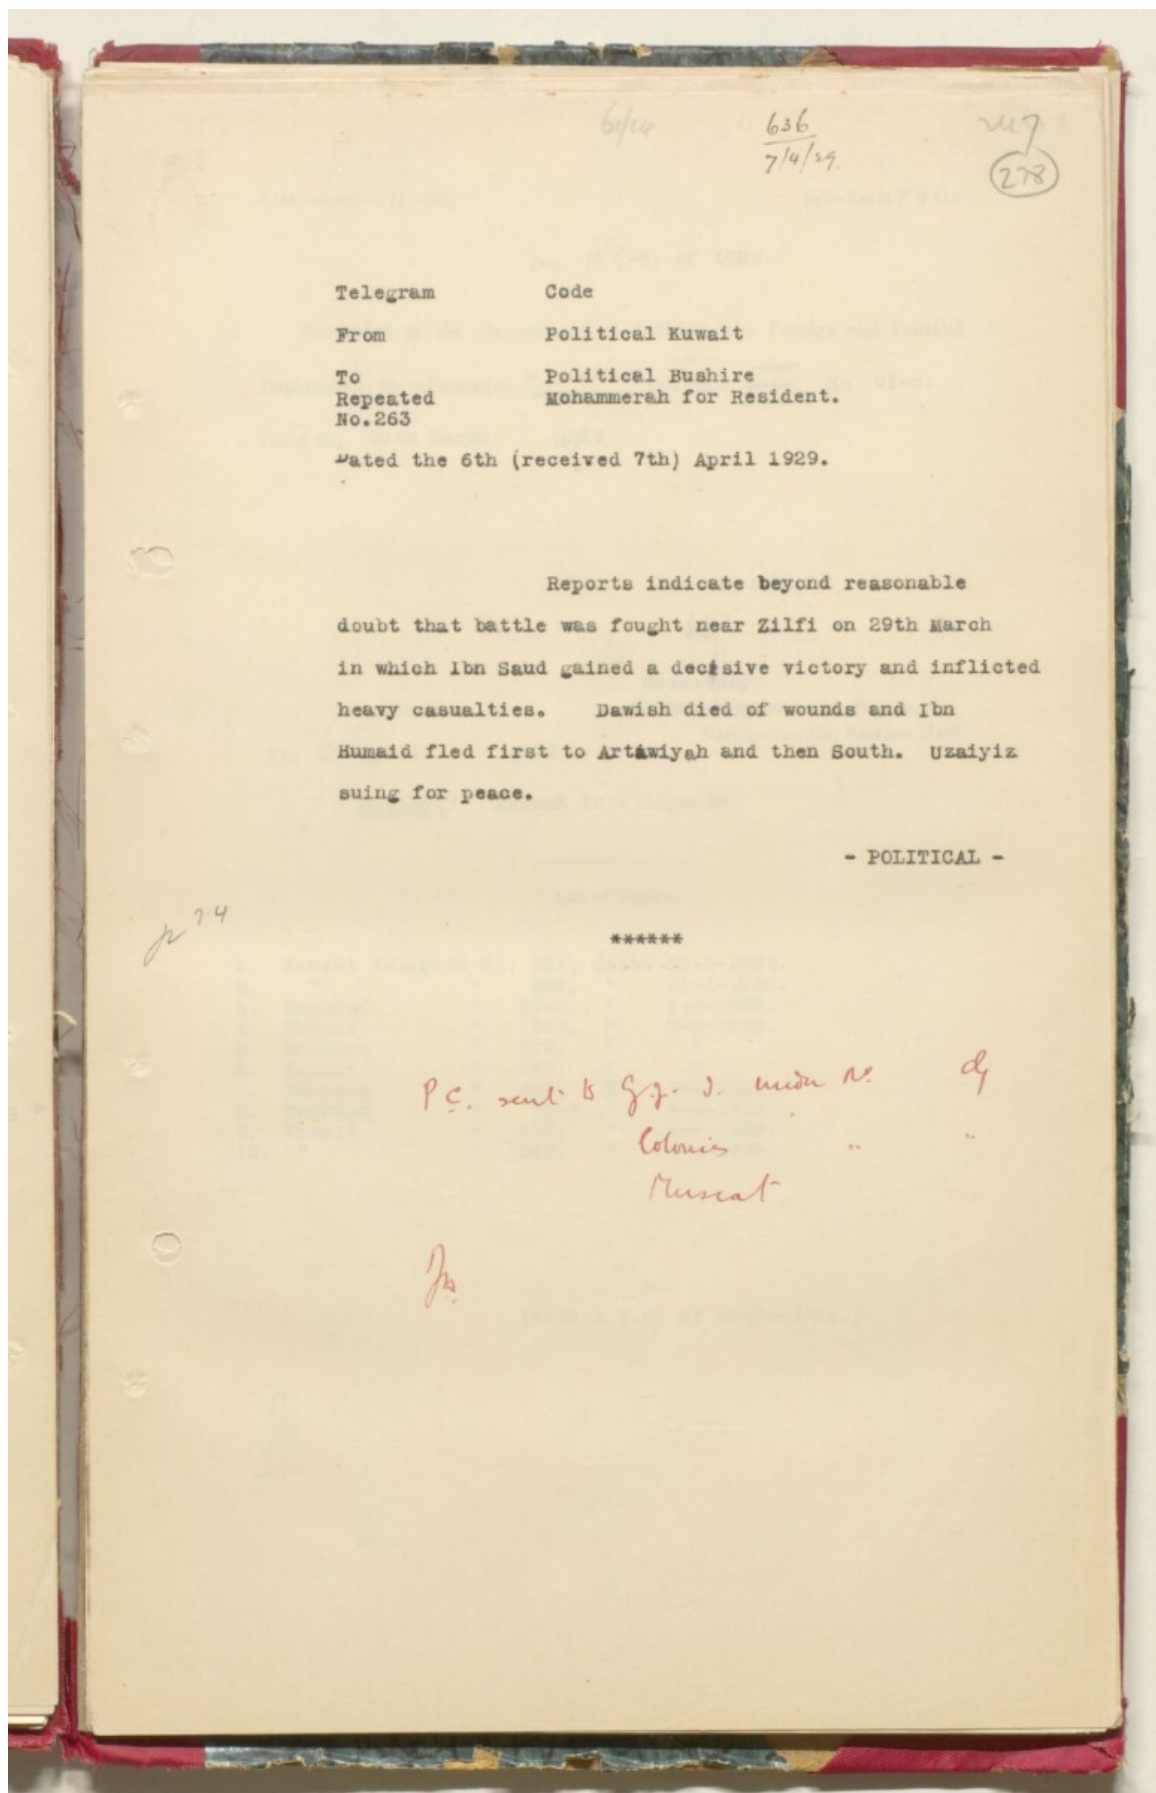 636
7/4/29.
278
Telegram Code
From Political Kuwait
To Political Bushire
Repeated Mohammerah for Resident.
No.263
Dated the 6th (received 7th) April 1929.
Reports indicate beyond reasonable
doubt that battle was fought near Zilfi on 29th March
in which Ibn Saud gained a decisive victory and inflicted
heavy casualties. Dawish died of wounds and Ibn
Humaid fled first to Artawiyah and then South. Uzaiyiz
suing for peace.
- POLITICAL -
7.4
******
P.C. sent to G. of I. under No. of
Colonies " "
Muscat